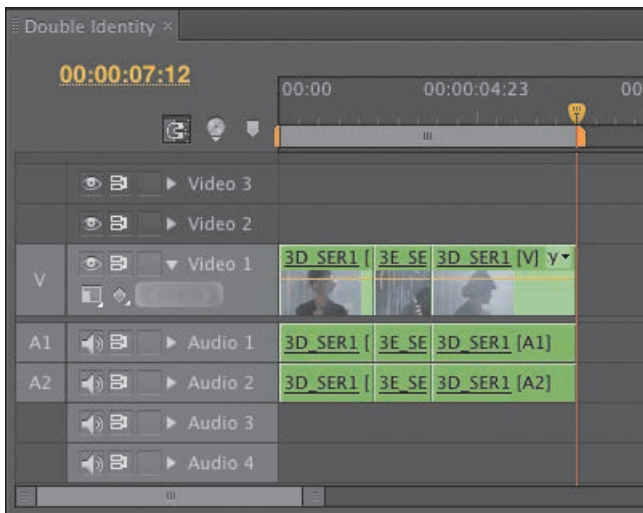 Double Identity ×
00:00:07:12
00:00 00:00:04:23 00
Video 3
Video 2
V Video 1 3D_SER1 [ 3E_SE 3D_SER1 [V] y
A1 Audio 1 3D_SER1 [ 3E_SE 3D_SER1 [A1]
A2 Audio 2 3D_SER1 [ 3E_SE 3D_SER1 [A2]
Audio 3
Audio 4